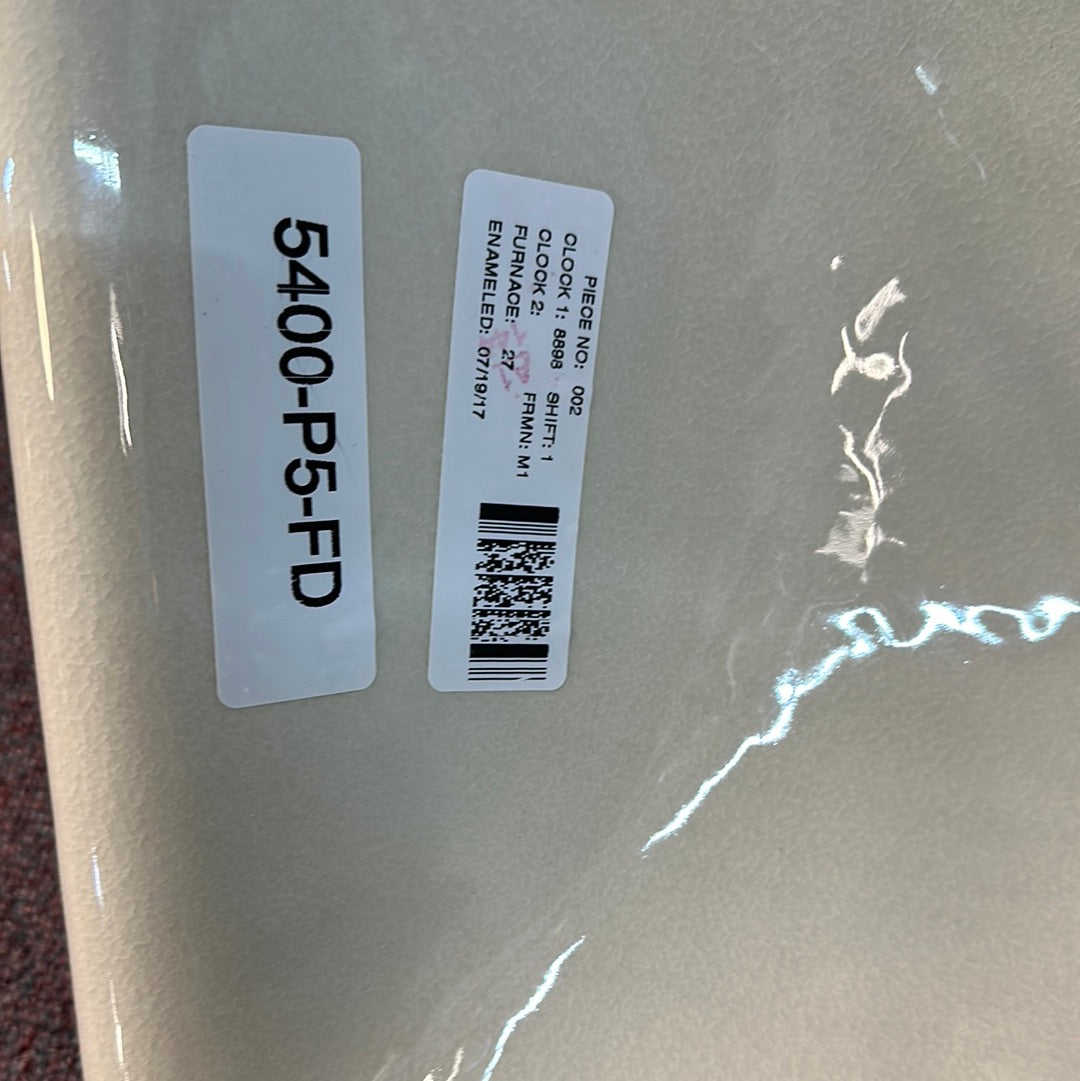 5400-P5-FD
PIECE NO: 002
CLOCK 1: 8898 SHIFT: 1
CLOCK 2: FRMN: M1
FURNACE: 27
ENAMELED: 07/19/17